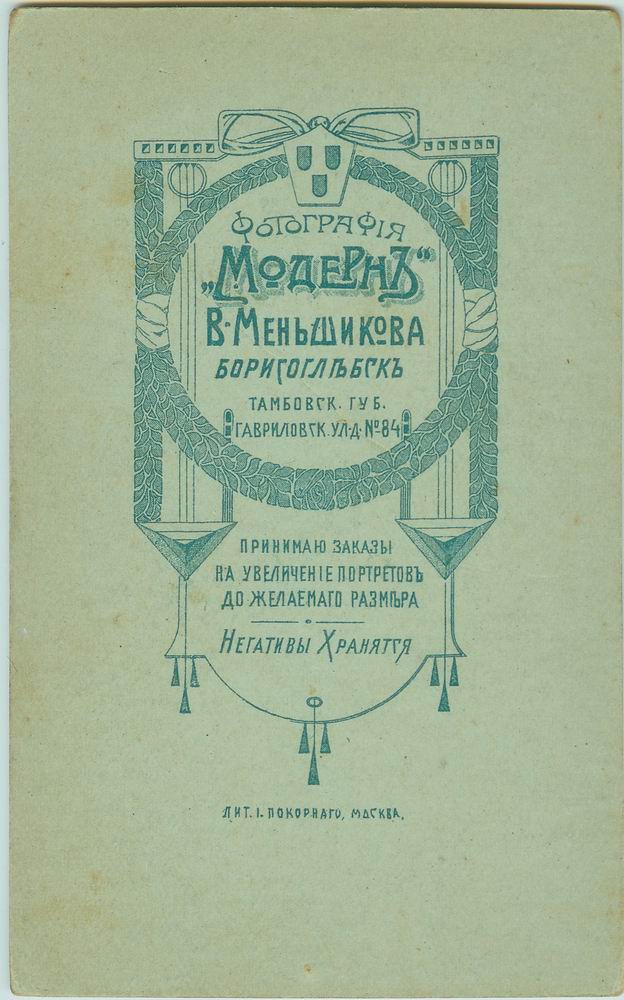 Фотографія
„Модернъ“
В. Меньшикова
Борисоглѣбскъ
Тамбовск. губ.
Гавриловск. ул. д. № 84
Принимаю заказы
на увеличеніе портретовъ
до желаемаго размѣра
Негативы Хранятся
Лит. І. Покорнаго, Масква.